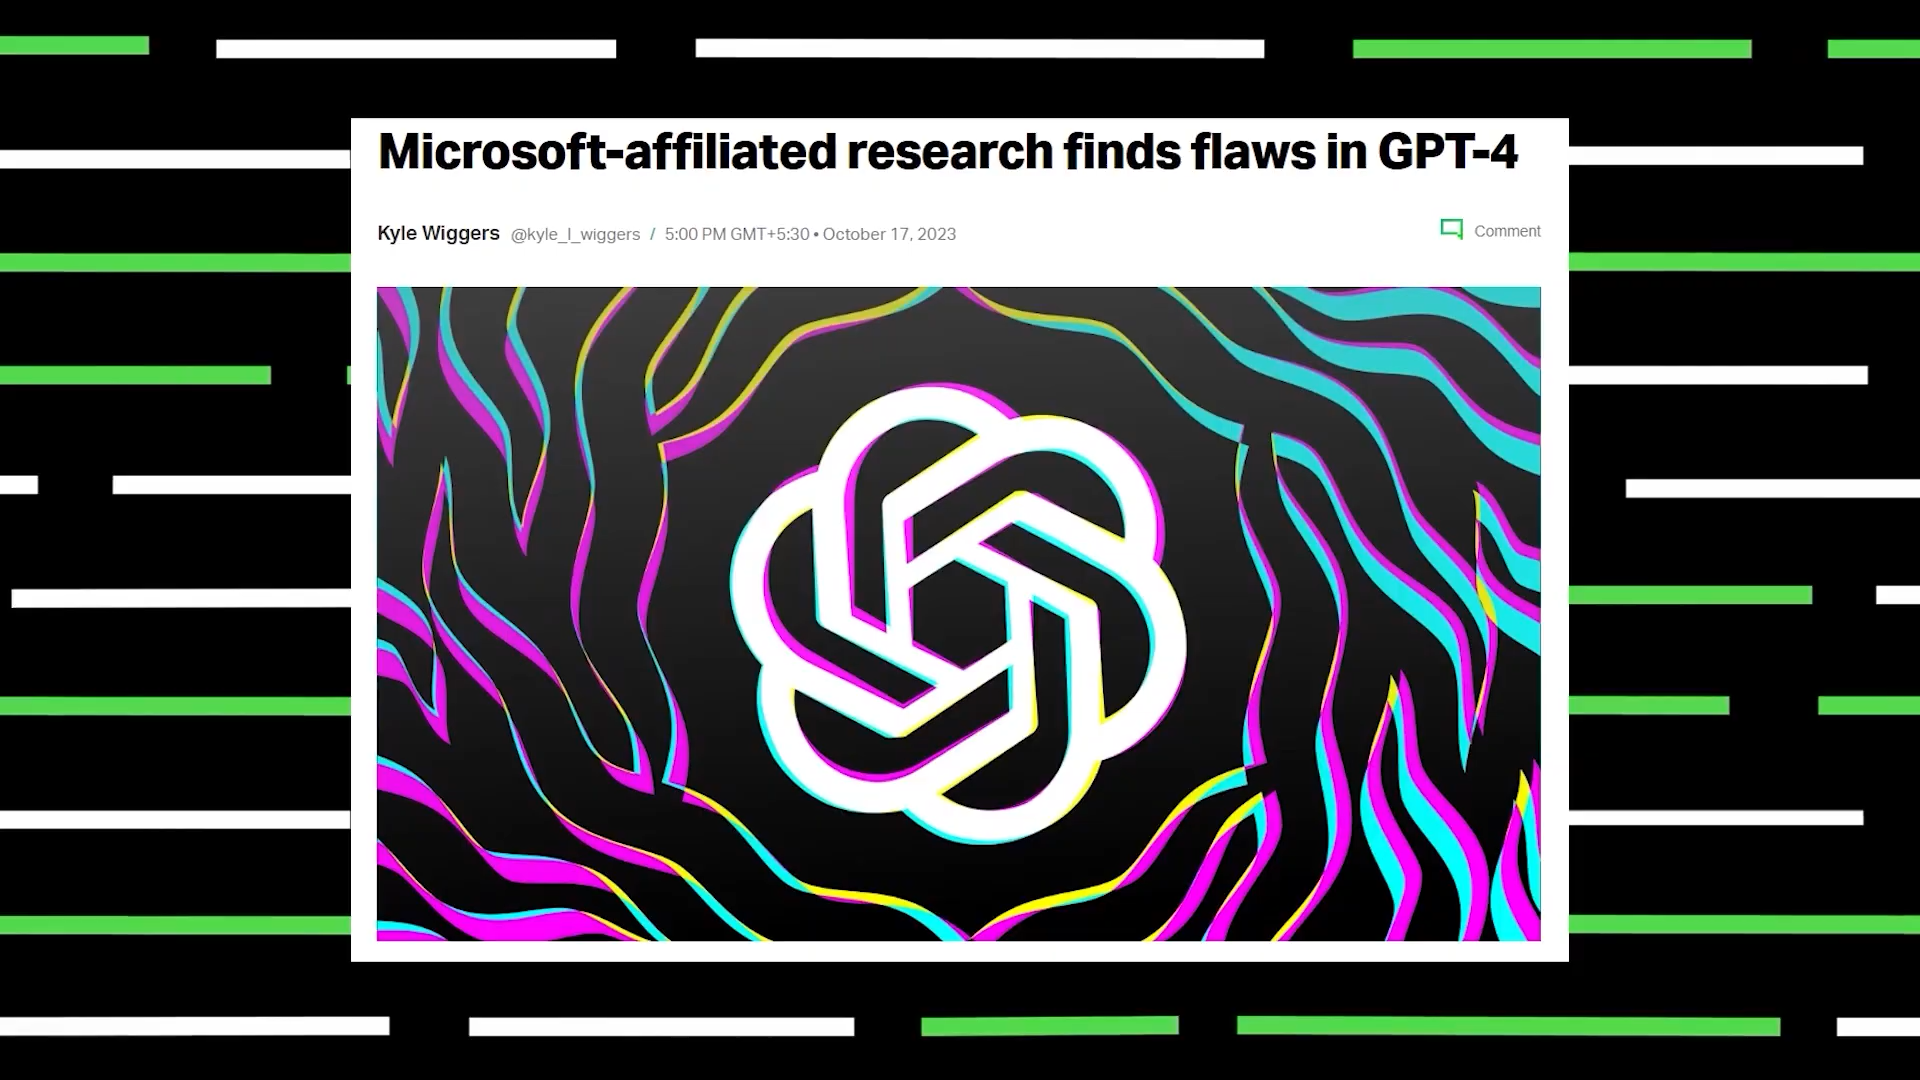 Microsoft-affiliated research finds flaws in GPT-4
Kyle Wiggers @kyle_l_wiggers / 5:00 PM GMT+5:30 • October 17, 2023
Comment